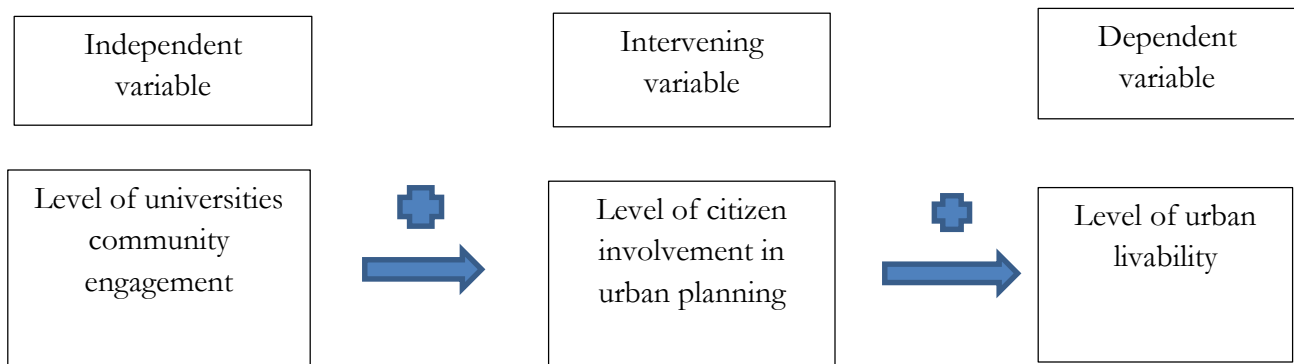 Independent
variable
Intervening
variable
Dependent
variable
Level of universities
community
engagement
Level of citizen
involvement in
urban planning
Level of urban
livability